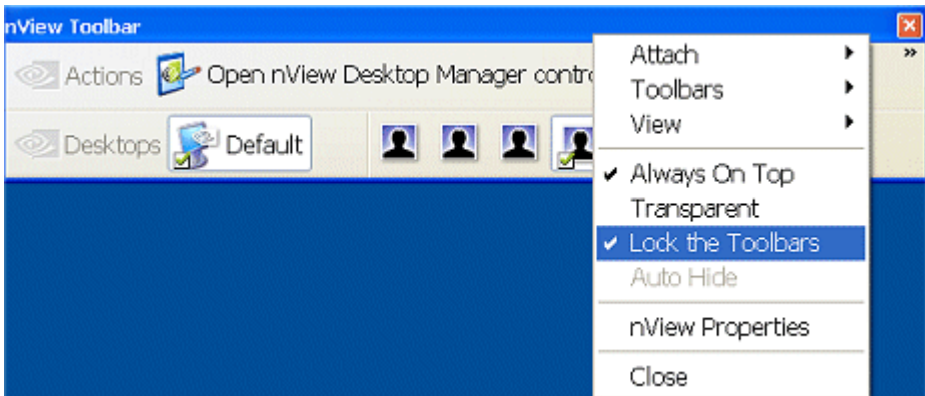 nView Toolbar
Actions Open nView Desktop Manager contro
Desktops Default
Attach
Toolbars
View
Always On Top
Transparent
Lock the Toolbars
Auto Hide
nView Properties
Close